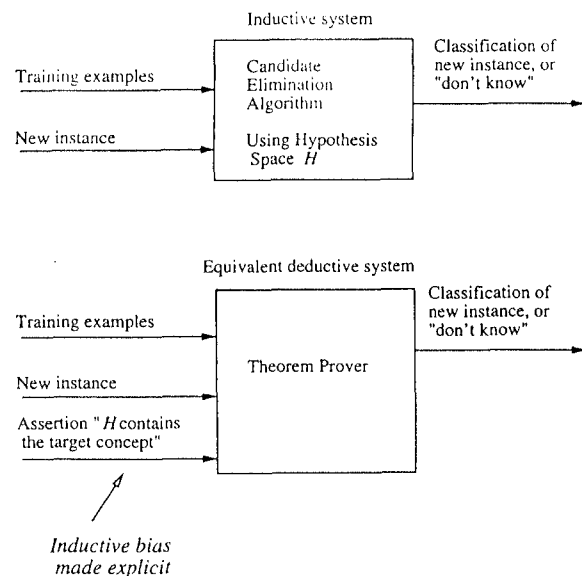 Inductive system
Classification of
new instance, or
"don't know"
Training examples
Candidate
Elimination
Algorithm
New instance
Using Hypothesis
Space H
Equivalent deductive system
Classification of
new instance, or
"don't know"
Training examples
Theorem Prover
New instance
Assertion "H contains
the target concept"
Inductive bias
made explicit